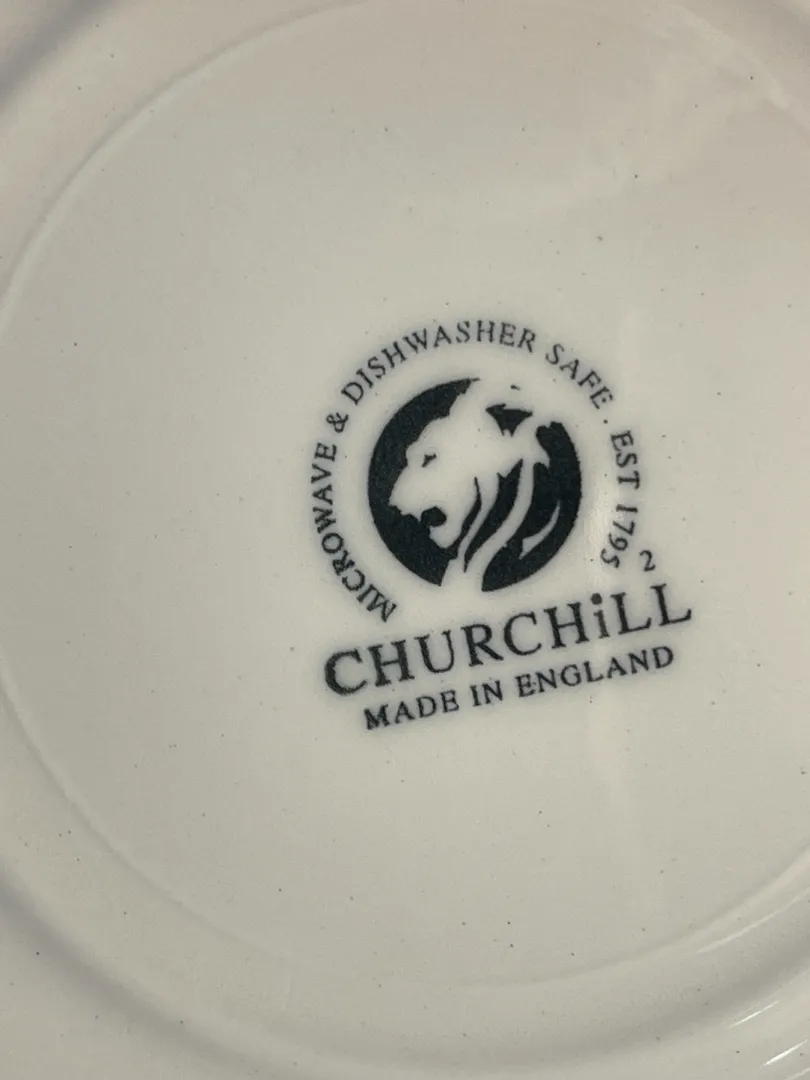 MICROWAVE & DISHWASHER SAFE . EST 1795
2
CHURCHiLL
MADE IN ENGLAND